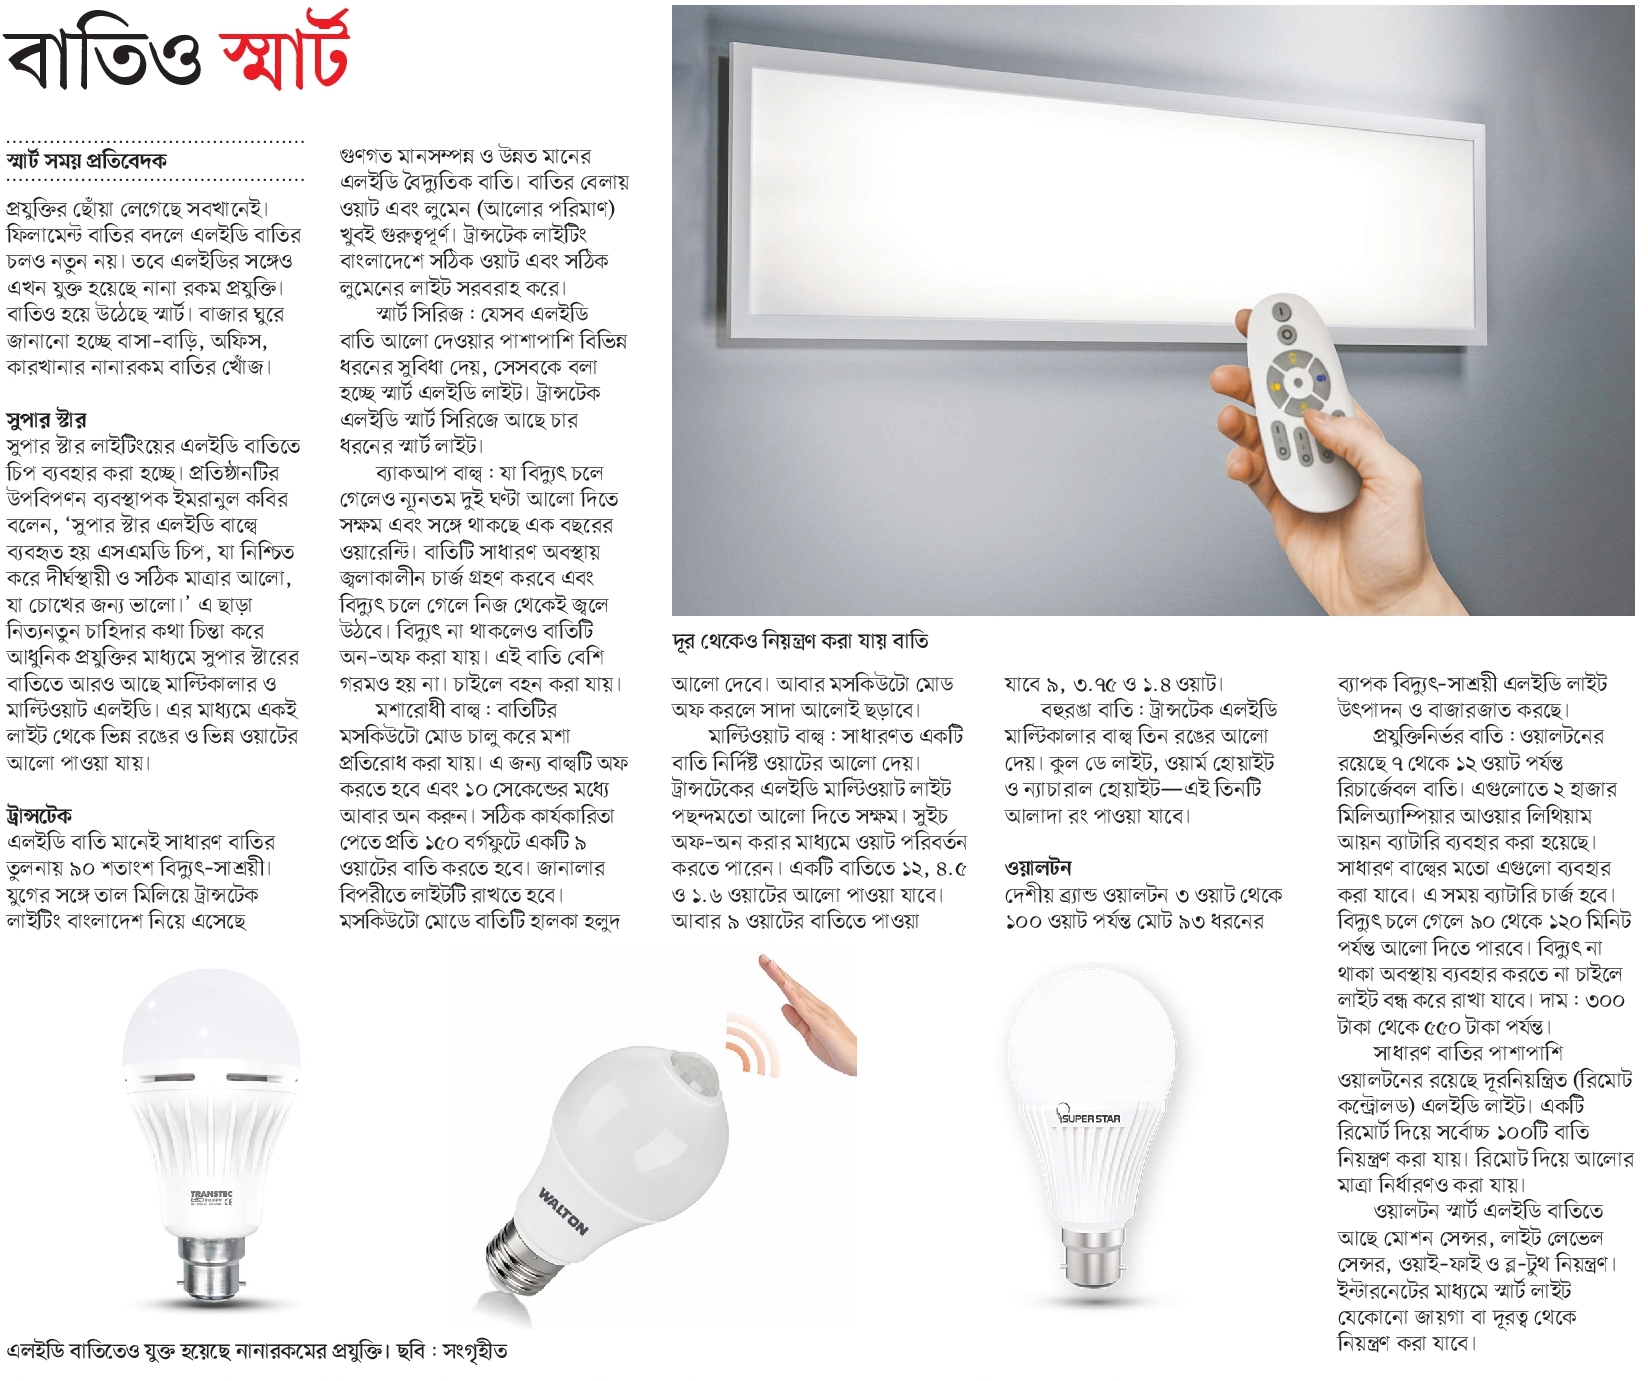 বাতিও স্মার্ট
স্মার্ট সময় প্রতিবেদক
প্রযুক্তির ছোঁয়া লেগেছে সবখানেই।
ফিলামেন্ট বাতির বদলে এলইডি বাতির
চলও নতুন নয়। তবে এলইডির সঙ্গেও
এখন যুক্ত হয়েছে নানা রকম প্রযুক্তি।
বাতিও হয়ে উঠেছে স্মার্ট। বাজার ঘুরে
জানানো হচ্ছে বাসা-বাড়ি, অফিস,
কারখানার নানারকম বাতির খোঁজ।
সুপার স্টার
সুপার স্টার লাইটিংয়ের এলইডি বাতিতে
চিপ ব্যবহার করা হচ্ছে। প্রতিষ্ঠানটির
উপবিপণন ব্যবস্থাপক ইমরানুল কবির
বলেন, ‘সুপার স্টার এলইডি বাল্বে
ব্যবহৃত হয় এসএমডি চিপ, যা নিশ্চিত
করে দীর্ঘস্থায়ী ও সঠিক মাত্রার আলো,
যা চোখের জন্য ভালো।’ এ ছাড়া
নিত্যনতুন চাহিদার কথা চিন্তা করে
আধুনিক প্রযুক্তির মাধ্যমে সুপার স্টারের
বাতিতে আরও আছে মাল্টিকালার ও
মাল্টিওয়াট এলইডি। এর মাধ্যমে একই
লাইট থেকে ভিন্ন রঙের ও ভিন্ন ওয়াটের
আলো পাওয়া যায়।
ট্রান্সটেক
এলইডি বাতি মানেই সাধারণ বাতির
তুলনায় ৯০ শতাংশ বিদ্যুৎ-সাশ্রয়ী।
যুগের সঙ্গে তাল মিলিয়ে ট্রান্সটেক
লাইটিং বাংলাদেশ নিয়ে এসেছে
গুণগত মানসম্পন্ন ও উন্নত মানের
এলইডি বৈদ্যুতিক বাতি। বাতির বেলায়
ওয়াট এবং লুমেন (আলোর পরিমাণ)
খুবই গুরুত্বপূর্ণ। ট্রান্সটেক লাইটিং
বাংলাদেশে সঠিক ওয়াট এবং সঠিক
লুমেনের লাইট সরবরাহ করে।
স্মার্ট সিরিজ : যেসব এলইডি
বাতি আলো দেওয়ার পাশাপাশি বিভিন্ন
ধরনের সুবিধা দেয়, সেসবকে বলা
হচ্ছে স্মার্ট এলইডি লাইট। ট্রান্সটেক
এলইডি স্মার্ট সিরিজে আছে চার
ধরনের স্মার্ট লাইট।
ব্যাকআপ বাল্ব : যা বিদ্যুৎ চলে
গেলেও ন্যূনতম দুই ঘণ্টা আলো দিতে
সক্ষম এবং সঙ্গে থাকছে এক বছরের
ওয়ারেন্টি। বাতিটি সাধারণ অবস্থায়
জ্বলাকালীন চার্জ গ্রহণ করবে এবং
বিদ্যুৎ চলে গেলে নিজ থেকেই জ্বলে
উঠবে। বিদ্যুৎ না থাকলেও বাতিটি
অন-অফ করা যায়। এই বাতি বেশি
গরমও হয় না। চাইলে বহন করা যায়।
মশারোধী বাল্ব : বাতিটির
মসকিউটো মোড চালু করে মশা
প্রতিরোধ করা যায়। এ জন্য বাল্বটি অফ
করতে হবে এবং ১০ সেকেন্ডের মধ্যে
আবার অন করুন। সঠিক কার্যকারিতা
পেতে প্রতি ১৫০ বর্গফুটে একটি ৯
ওয়াটের বাতি করতে হবে। জানালার
বিপরীতে লাইটটি রাখতে হবে।
মসকিউটো মোডে বাতিটি হালকা হলুদ
দূর থেকেও নিয়ন্ত্রণ করা যায় বাতি
আলো দেবে। আবার মসকিউটো মোড
অফ করলে সাদা আলোই ছড়াবে।
মাল্টিওয়াট বাল্ব : সাধারণত একটি
বাতি নির্দিষ্ট ওয়াটের আলো দেয়।
ট্রান্সটেকের এলইডি মাল্টিওয়াট লাইট
পছন্দমতো আলো দিতে সক্ষম। সুইচ
অফ-অন করার মাধ্যমে ওয়াট পরিবর্তন
করতে পারেন। একটি বাতিতে ১২, ৪.৫
ও ১.৬ ওয়াটের আলো পাওয়া যাবে।
আবার ৯ ওয়াটের বাতিতে পাওয়া
যাবে ৯, ৩.৭৫ ও ১.৪ ওয়াট।
বহুরঙা বাতি : ট্রান্সটেক এলইডি
মাল্টিকালার বাল্ব তিন রঙের আলো
দেয়। কুল ডে লাইট, ওয়ার্ম হোয়াইট
ও ন্যাচারাল হোয়াইট—এই তিনটি
আলাদা রং পাওয়া যাবে।
ওয়ালটন
দেশীয় ব্র্যান্ড ওয়ালটন ৩ ওয়াট থেকে
১০০ ওয়াট পর্যন্ত মোট ৯৩ ধরনের
ব্যাপক বিদ্যুৎ-সাশ্রয়ী এলইডি লাইট
উৎপাদন ও বাজারজাত করছে।
প্রযুক্তিনির্ভর বাতি : ওয়ালটনের
রয়েছে ৭ থেকে ১২ ওয়াট পর্যন্ত
রিচার্জেবল বাতি। এগুলোতে ২ হাজার
মিলিঅ্যাম্পিয়ার আওয়ার লিথিয়াম
আয়ন ব্যাটারি ব্যবহার করা হয়েছে।
সাধারণ বাল্বের মতো এগুলো ব্যবহার
করা যাবে। এ সময় ব্যাটারি চার্জ হবে।
বিদ্যুৎ চলে গেলে ৯০ থেকে ১২০ মিনিট
পর্যন্ত আলো দিতে পারবে। বিদ্যুৎ না
থাকা অবস্থায় ব্যবহার করতে না চাইলে
লাইট বন্ধ করে রাখা যাবে। দাম : ৩০০
টাকা থেকে ৫৫০ টাকা পর্যন্ত।
সাধারণ বাতির পাশাপাশি
ওয়ালটনের রয়েছে দূরনিয়ন্ত্রিত (রিমোট
কন্ট্রোলড) এলইডি লাইট। একটি
রিমোর্ট দিয়ে সর্বোচ্চ ১০০টি বাতি
নিয়ন্ত্রণ করা যায়। রিমোট দিয়ে আলোর
মাত্রা নির্ধারণও করা যায়।
ওয়ালটন স্মার্ট এলইডি বাতিতে
আছে মোশন সেন্সর, লাইট লেভেল
সেন্সর, ওয়াই-ফাই ও ব্লু-টুথ নিয়ন্ত্রণ।
ইন্টারনেটের মাধ্যমে স্মার্ট লাইট
যেকোনো জায়গা বা দূরত্ব থেকে
নিয়ন্ত্রণ করা যাবে।
TRANSTEC
WALTON
SUPER STAR
এলইডি বাতিতেও যুক্ত হয়েছে নানারকমের প্রযুক্তি। ছবি : সংগৃহীত